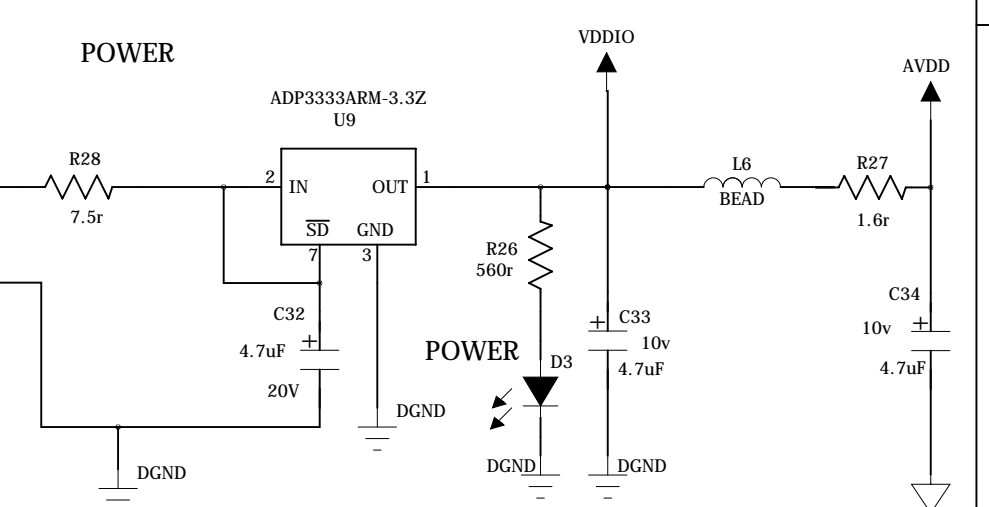 POWER
VDDIO
AVDD
ADP3333ARM-3.3Z
U9
R28
7.5r
2
IN
OUT
1
SD
GND
7
3
L6
BEAD
R27
1.6r
R26
560r
C32
+
4.7uF
20V
POWER
D3
+
C33
10v
4.7uF
C34
+
10v
4.7uF
DGND
DGND
DGND
DGND